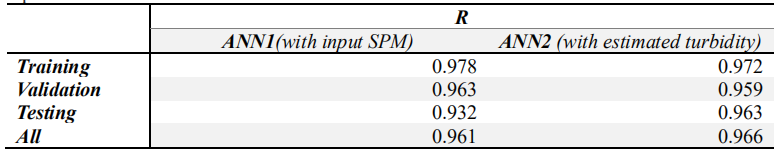 R
ANN1(with input SPM) ANN2 (with estimated turbidity)
Training 0.978 0.972
Validation 0.963 0.959
Testing 0.932 0.963
All 0.961 0.966